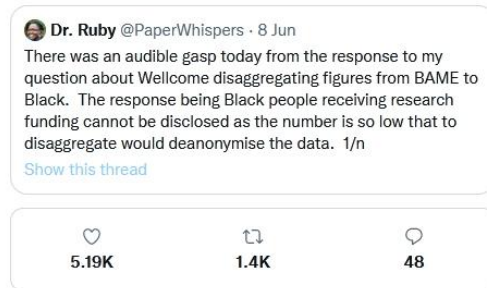 Dr. Ruby @PaperWhispers · 8 Jun
There was an audible gasp today from the response to my
question about Wellcome disaggregating figures from BAME to
Black. The response being Black people receiving research
funding cannot be disclosed as the number is so low that to
disaggregate would deanonymise the data. 1/n
Show this thread
5.19K 1.4K 48